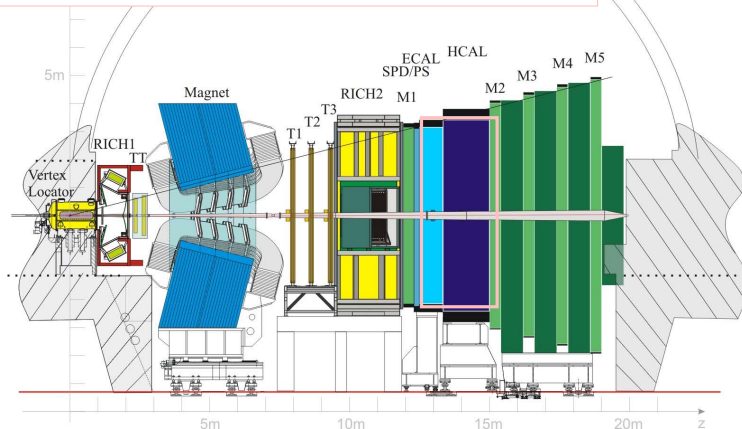 5m
Magnet
RICH1
TT
Vertex
Locator
T1
T2
T3
RICH2
SPD/PS
ECAL
HCAL
M1
M2
M3
M4
M5
5m
10m
15m
20m
z